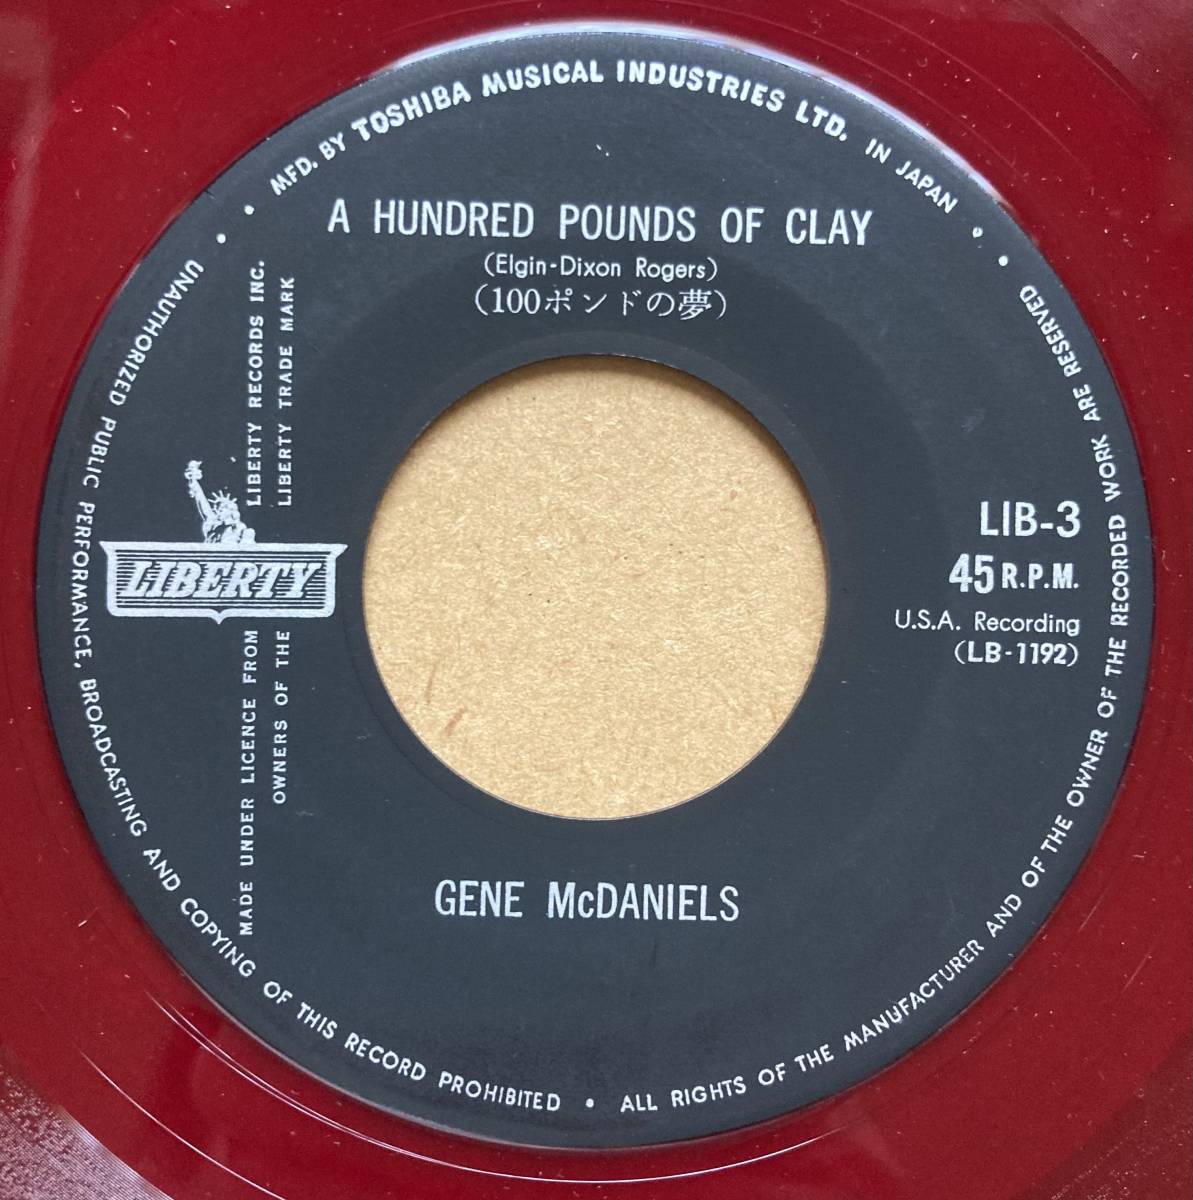 MFD. BY TOSHIBA MUSICAL INDUSTRIES LTD. IN JAPAN
A HUNDRED POUNDS OF CLAY
(Elgin-Dixon Rogers)
(100ポンドの夢)
LIBERTY RECORDS INC.
LIBERTY TRADE MARK
LIBERTY
MADE UNDER LICENCE FROM
OWNERS OF THE
LIB-3
45 R.P.M.
U.S.A. Recording
(LB-1192)
GENE McDANIELS
UNAUTHORIZED PUBLIC PERFORMANCE, BROADCASTING AND COPYING OF THIS RECORD PROHIBITED • ALL RIGHTS OF THE MANUFACTURER AND OF THE OWNER OF THE RECORDED WORK ARE RESERVED